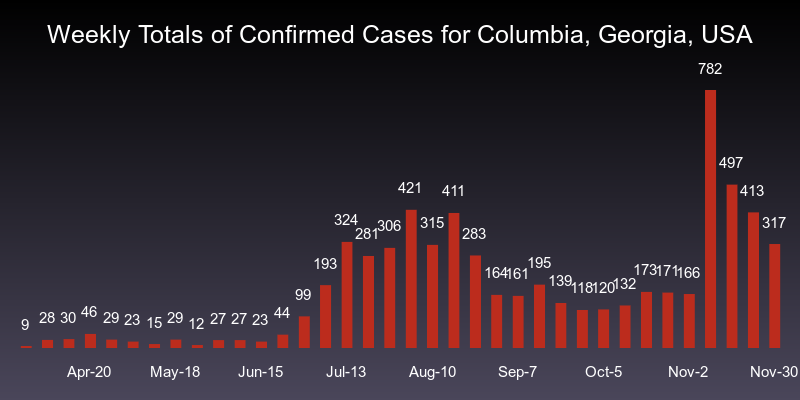 Weekly Totals of Confirmed Cases for Columbia, Georgia, USA
9 28 30 46 29 23 15 29 12 27 27 23 44 99 193 324 281 306 421 315 411 283 164 161 195 139 118 120 132 173 171 166 782 497 413 317
Apr-20 May-18 Jun-15 Jul-13 Aug-10 Sep-7 Oct-5 Nov-2 Nov-30